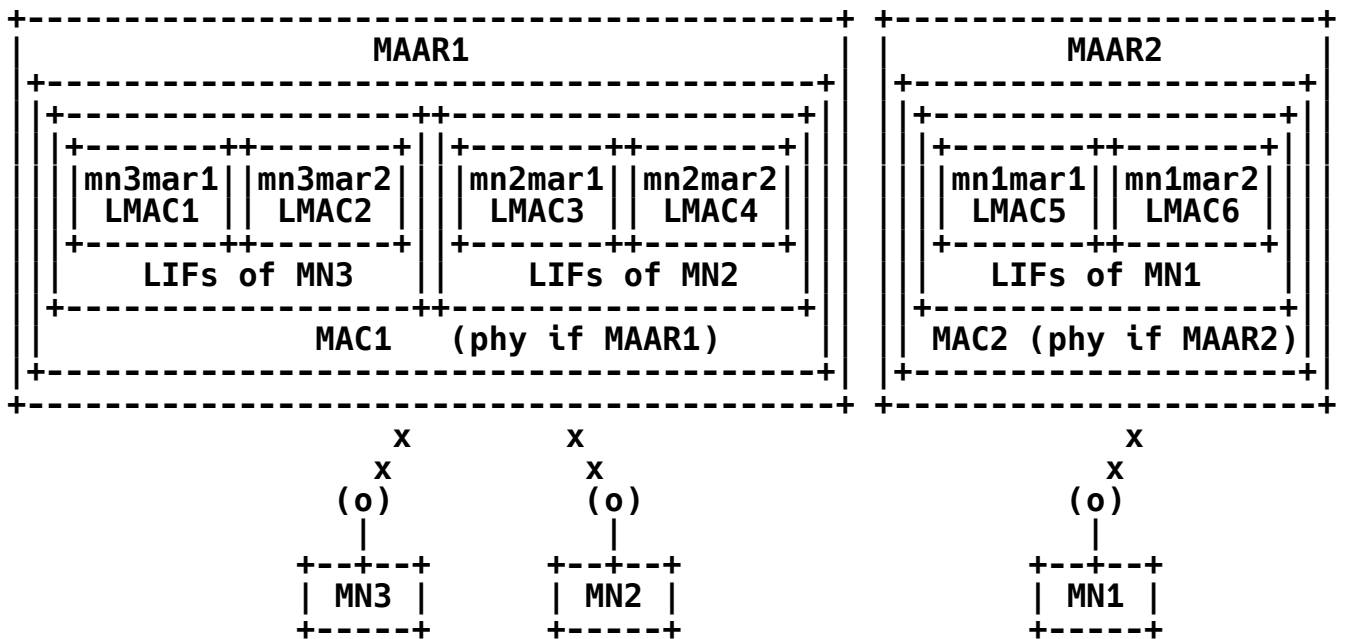 MAAR1 MAAR2
mn3mar1 mn3mar2 mn2mar1 mn2mar2 mn1mar1 mn1mar2
LMAC1 LMAC2 LMAC3 LMAC4 LMAC5 LMAC6
LIFs of MN3 LIFs of MN2 LIFs of MN1
MAC1 (phy if MAAR1) MAC2 (phy if MAAR2)
x x x
x x x
(o) (o) (o)
MN3 MN2 MN1